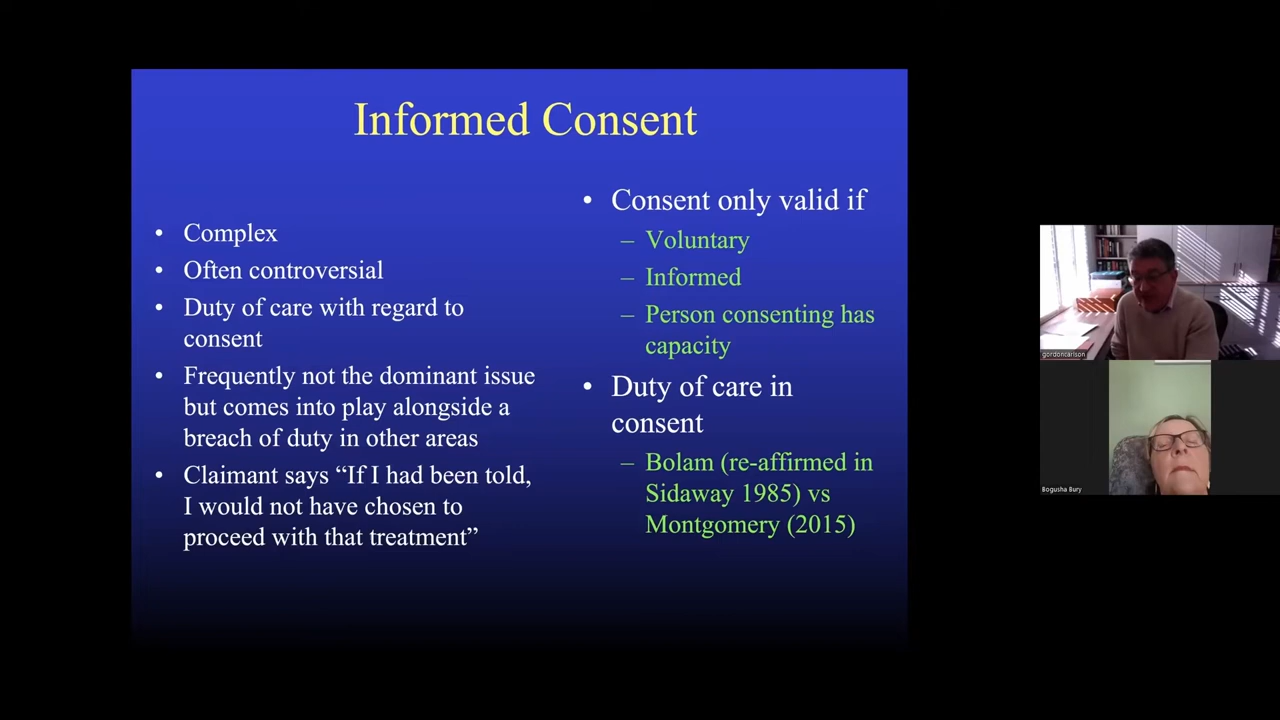 Informed Consent
• Complex
• Often controversial
• Duty of care with regard to
consent
• Frequently not the dominant issue
but comes into play alongside a
breach of duty in other areas
• Claimant says “If I had been told,
I would not have chosen to
proceed with that treatment”
• Consent only valid if
– Voluntary
– Informed
– Person consenting has
capacity
• Duty of care in
consent
– Bolam (re-affirmed in
Sidaway 1985) vs
Montgomery (2015)
gordoncarlson
Bogusha Bury